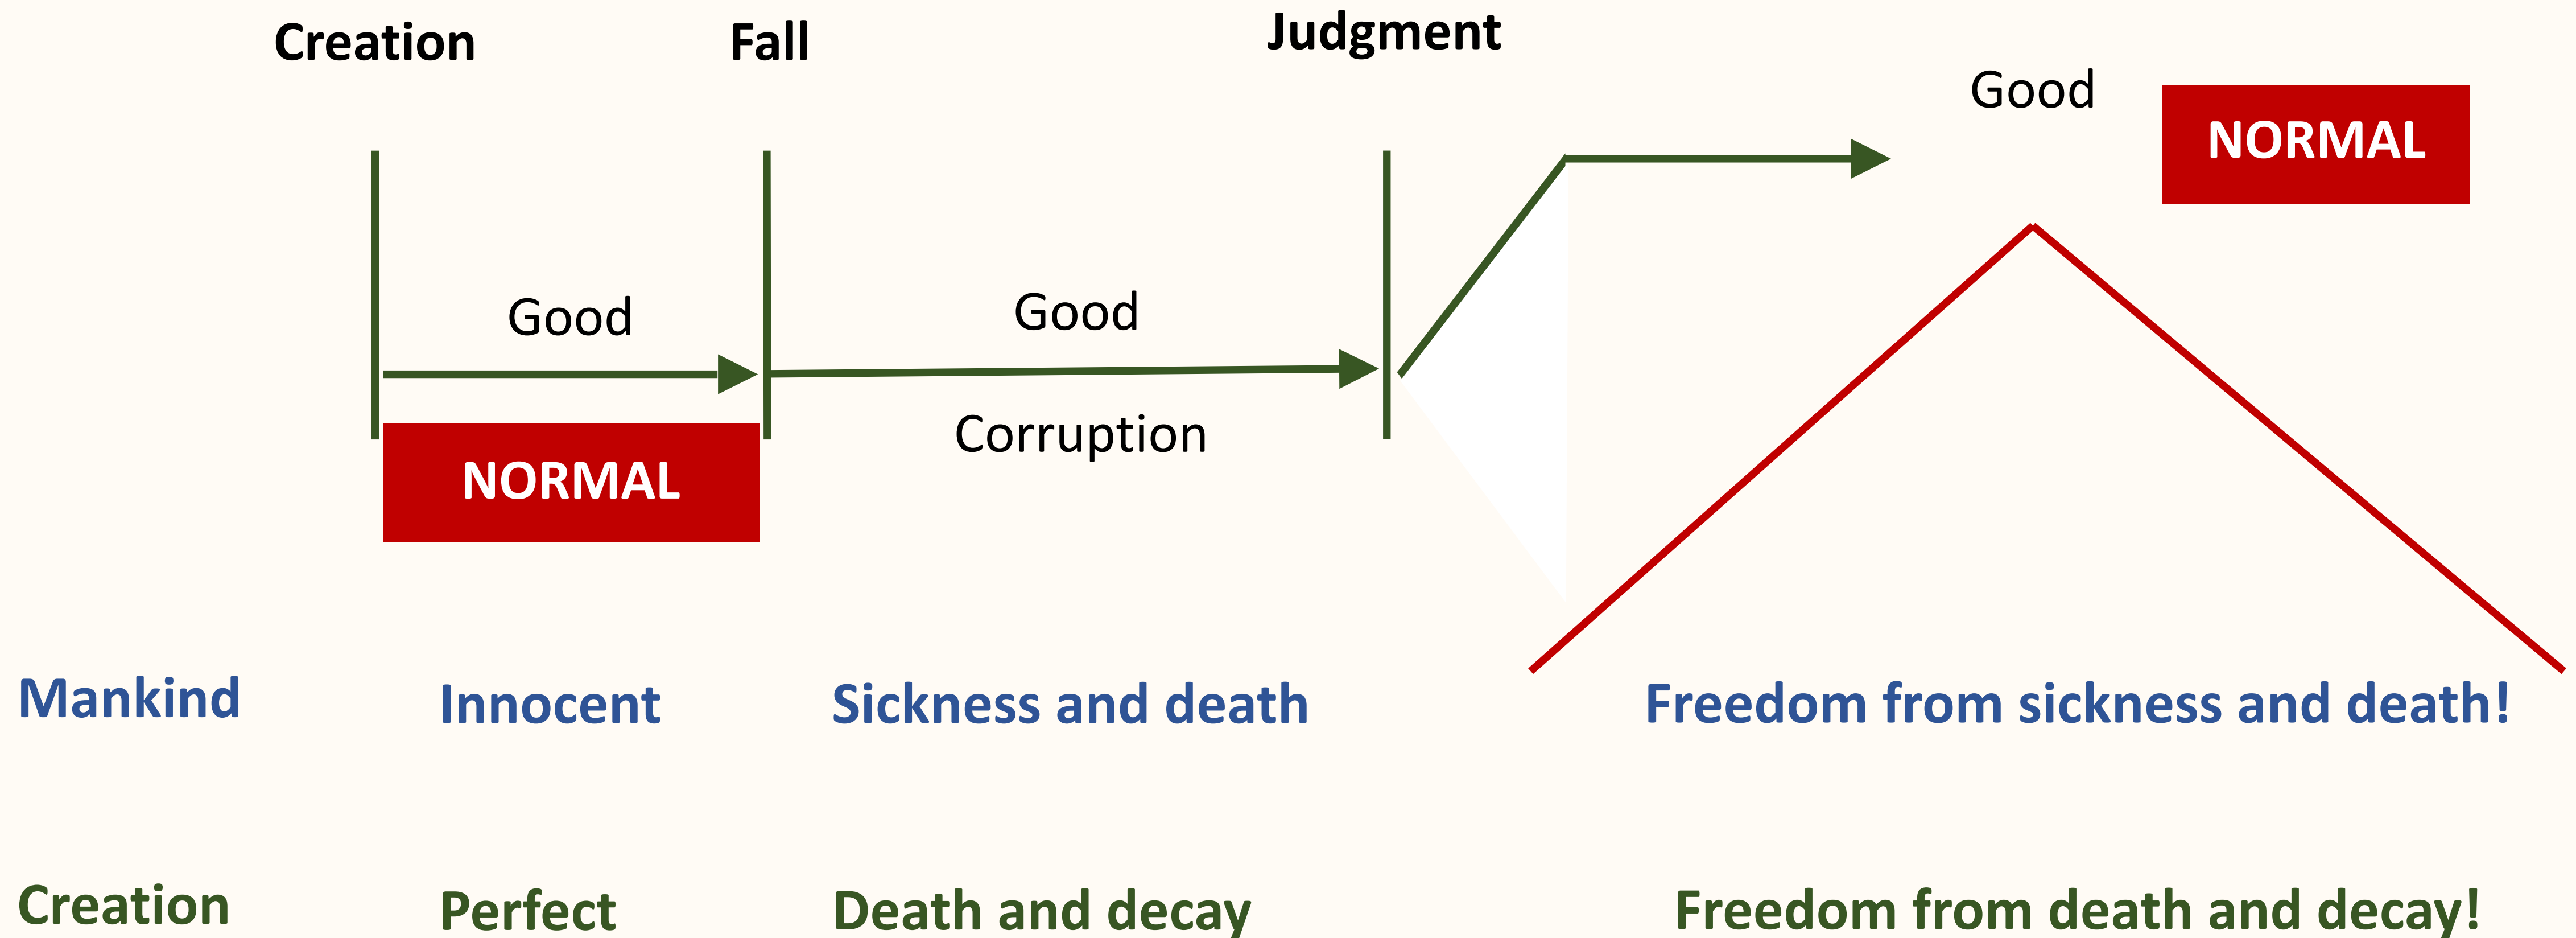 Creation
Fall
Judgment
Good
NORMAL
Good
Good
Corruption
NORMAL
Mankind
Innocent
Sickness and death
Freedom from sickness and death!
Creation
Perfect
Death and decay
Freedom from death and decay!